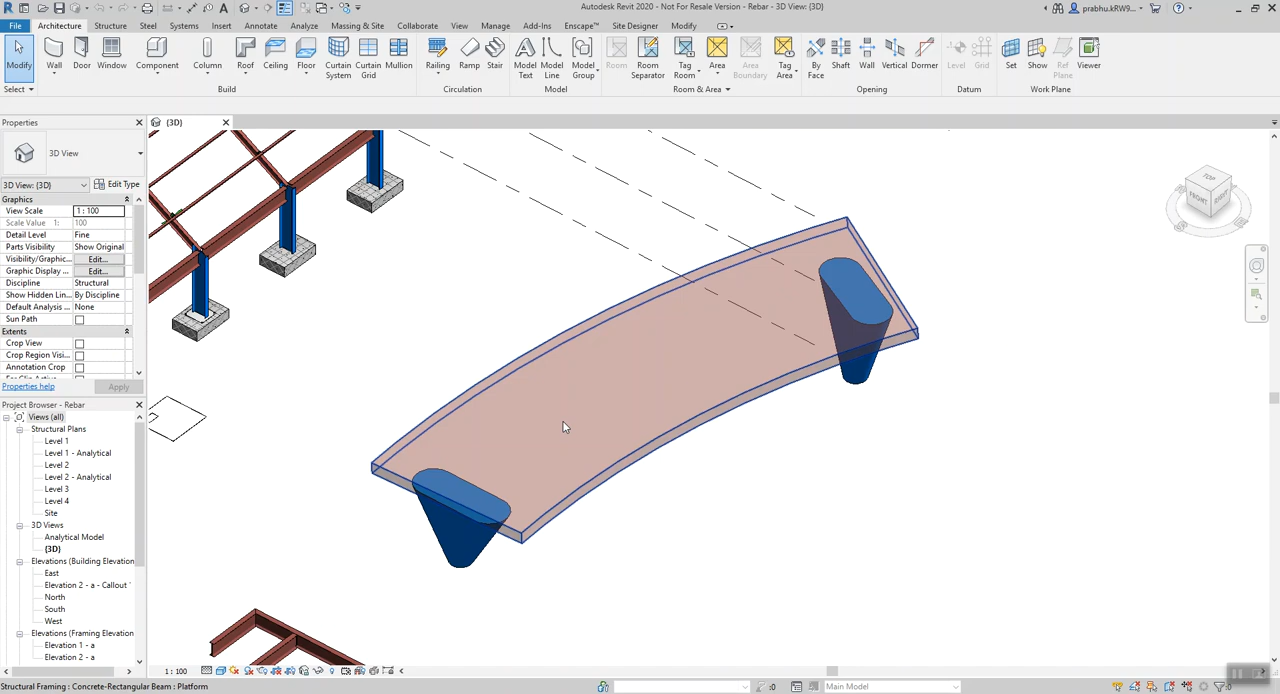 Autodesk Revit 2020 - Not For Resale Version - Rebar - 3D View: {3D}
prabhu.kRW9...
File Architecture Structure Steel Systems Insert Annotate Analyze Massing & Site Collaborate View Manage Add-Ins Enscape™ Site Designer Modify
Modify Wall Door Window Component Column Roof Ceiling Floor Curtain System Curtain Grid Mullion Railing Ramp Stair Model Text Model Line Model Group Room Room Separator Tag Room Area Area Boundary Tag Area By Face Shaft Wall Vertical Dormer Level Grid Set Show Ref Plane Viewer
Select Build Circulation Model Room & Area Opening Datum Work Plane
Properties
{3D}
3D View
3D View: {3D} Edit Type
Graphics
View Scale 1 : 100
Scale Value 1: 100
Detail Level Fine
Parts Visibility Show Original
Visibility/Graphic... Edit...
Graphic Display ... Edit...
Discipline Structural
Show Hidden Lin... By Discipline
Default Analysis ... None
Sun Path
Extents
Crop View
Crop Region Visi...
Annotation Crop
Properties help Apply
Project Browser - Rebar
Views (all)
Structural Plans
Level 1
Level 1 - Analytical
Level 2
Level 2 - Analytical
Level 3
Level 4
Site
3D Views
Analytical Model
{3D}
Elevations (Building Elevation
East
Elevation 2 - a - Callout
North
South
West
Elevations (Framing Elevation
Elevation 1 - a
Elevation 2 - a
TOP
FRONT RIGHT
1 : 100
Structural Framing : Concrete-Rectangular Beam : Platform
:0
Main Model
:0